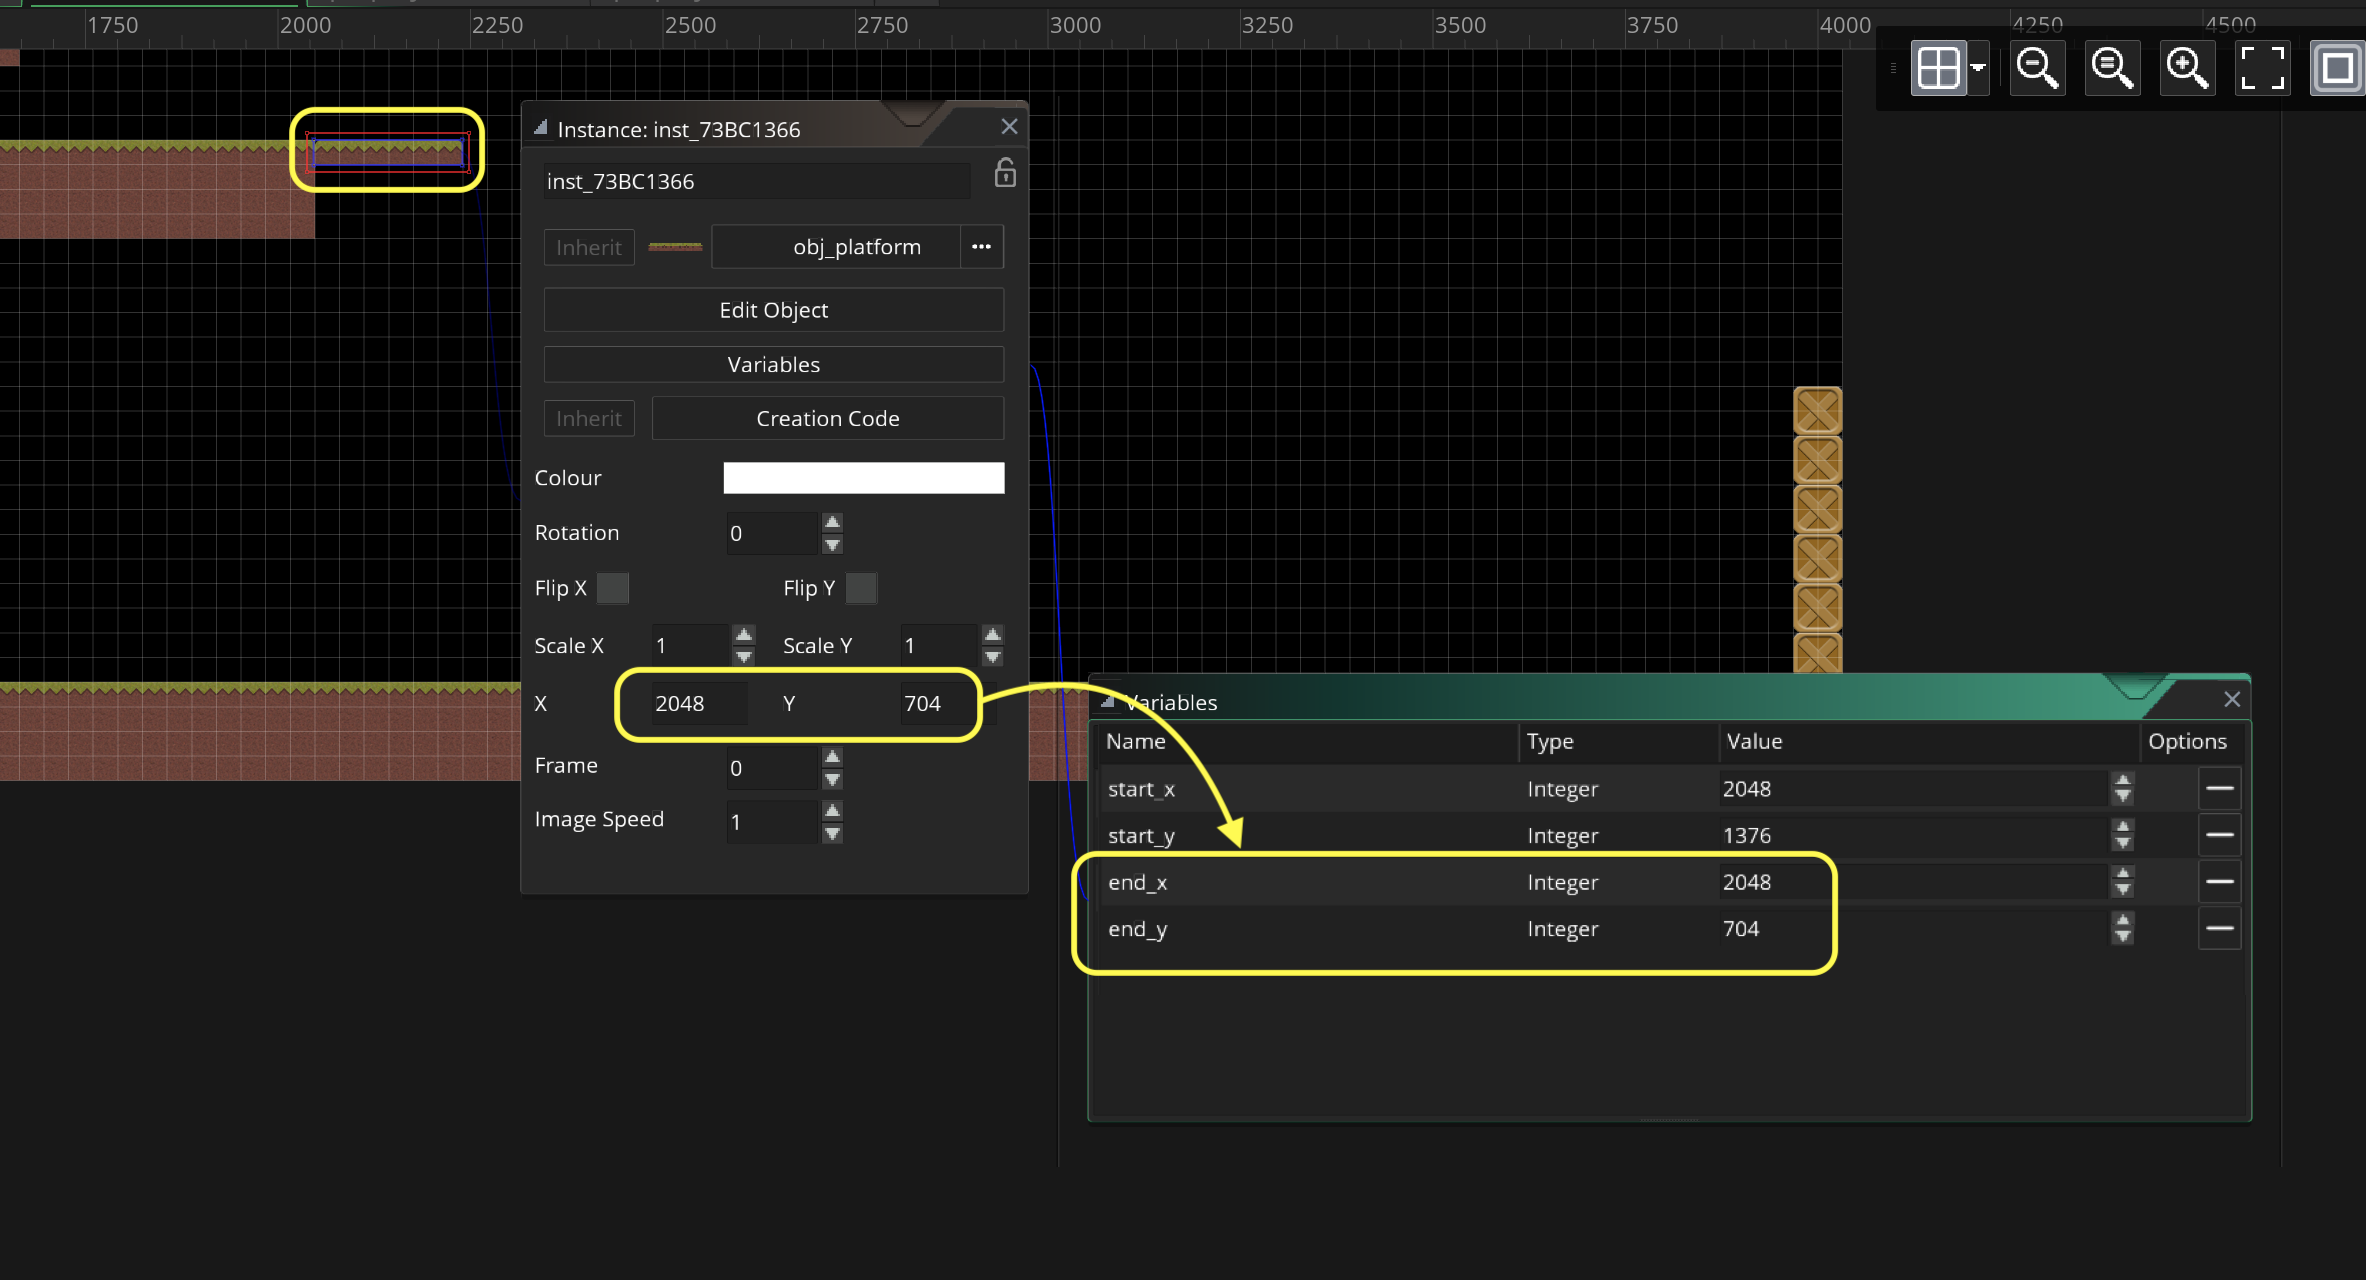 1750 2000 2250 2500 2750 3000 3250 3500 3750 4000 4250 4500
Instance: inst_73BC1366
inst_73BC1366
Inherit obj_platform •••
Edit Object
Variables
Inherit Creation Code
Colour
Rotation 0
Flip X Flip Y
Scale X 1 Scale Y 1
X 2048 Y 704
Frame 0
Image Speed 1
Variables
Name Type Value Options
start_x Integer 2048
start_y Integer 1376
end_x Integer 2048
end_y Integer 704